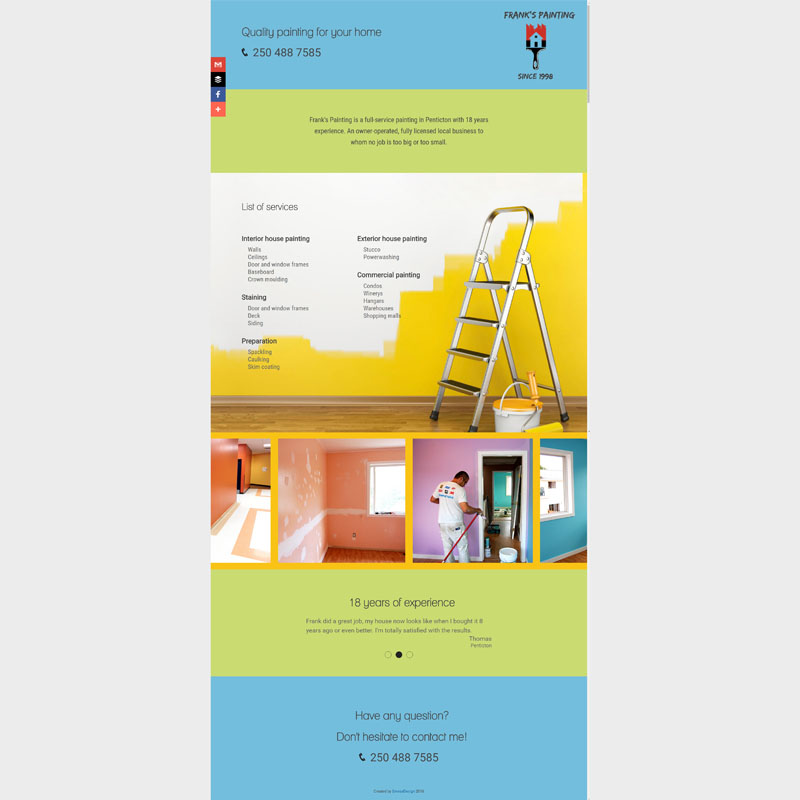 FRANK'S PAINTING
Quality painting for your home
250 488 7585
SINCE 1998
Frank's Painting is a full-service painting in Penticton with 18 years
experience. An owner-operated, fully licensed local business to
whom no job is too big or too small.
List of services
Interior house painting
Walls
Ceilings
Door and window frames
Baseboard
Crown moulding
Staining
Door and window frames
Deck
Siding
Preparation
Spackling
Caulking
Skim coating
Exterior house painting
Stucco
Powerwashing
Commercial painting
Condos
Winerys
Hangars
Warehouses
Shopping malls
18 years of experience
Frank did a great job, my house now looks like when I bought it 8
years ago or even better. I'm totally satisfied with the results.
Thomas
Penticton
Have any question?
Don't hesitate to contact me!
250 488 7585
Created by 2016